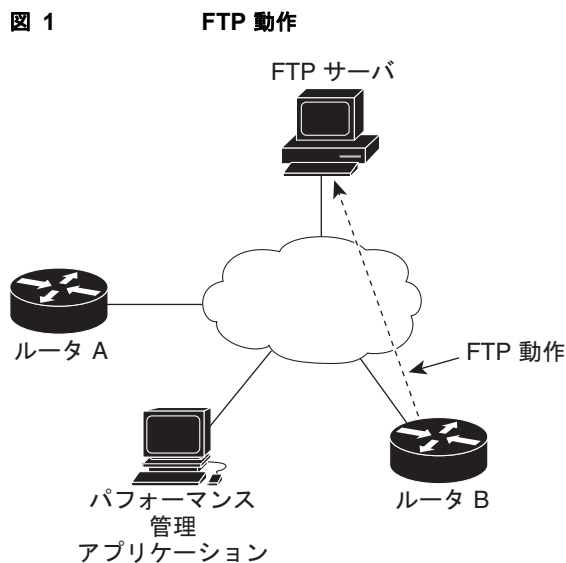 図 1 FTP 動作
FTP サーバ
ルータ A
FTP 動作
パフォーマンス
管理
アプリケーション
ルータ B